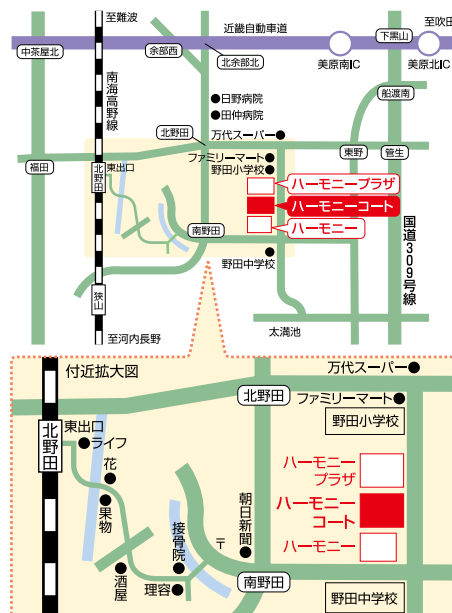 至難波
近畿自動車道
至吹田
中茶屋北
余部西
北余部北
下黒山
美原南IC
美原北IC
南海高野線
船渡南
日野病院
田仲病院
北野田
万代スーパー
東野
菅生
福田
北野田
東出口
ファミリーマート
野田小学校
ハーモニープラザ
ハーモニーコート
ハーモニー
南野田
野田中学校
国道309号線
狭山
太満池
至河内長野
付近拡大図
万代スーパー
北野田
ファミリーマート
野田小学校
北野田
東出口
ライフ
花
果物
ハーモニー
プラザ
ハーモニー
コート
ハーモニー
朝日新聞
〒
接骨院
酒屋
理容
南野田
野田中学校